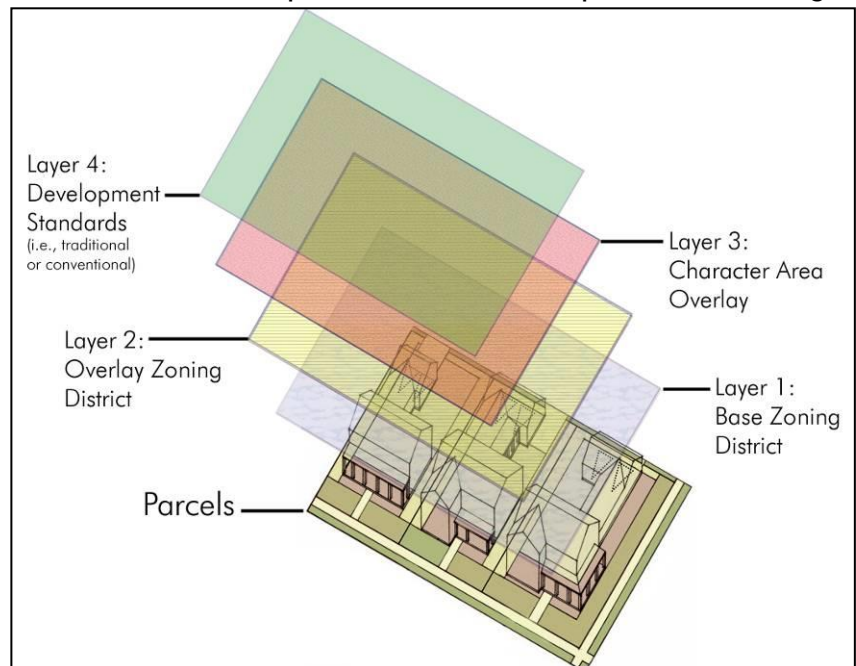 Layer 4:
Development
Standards
(i.e., traditional
or conventional)
Layer 3:
Character Area
Overlay
Layer 2:
Overlay Zoning
District
Layer 1:
Base Zoning
District
Parcels